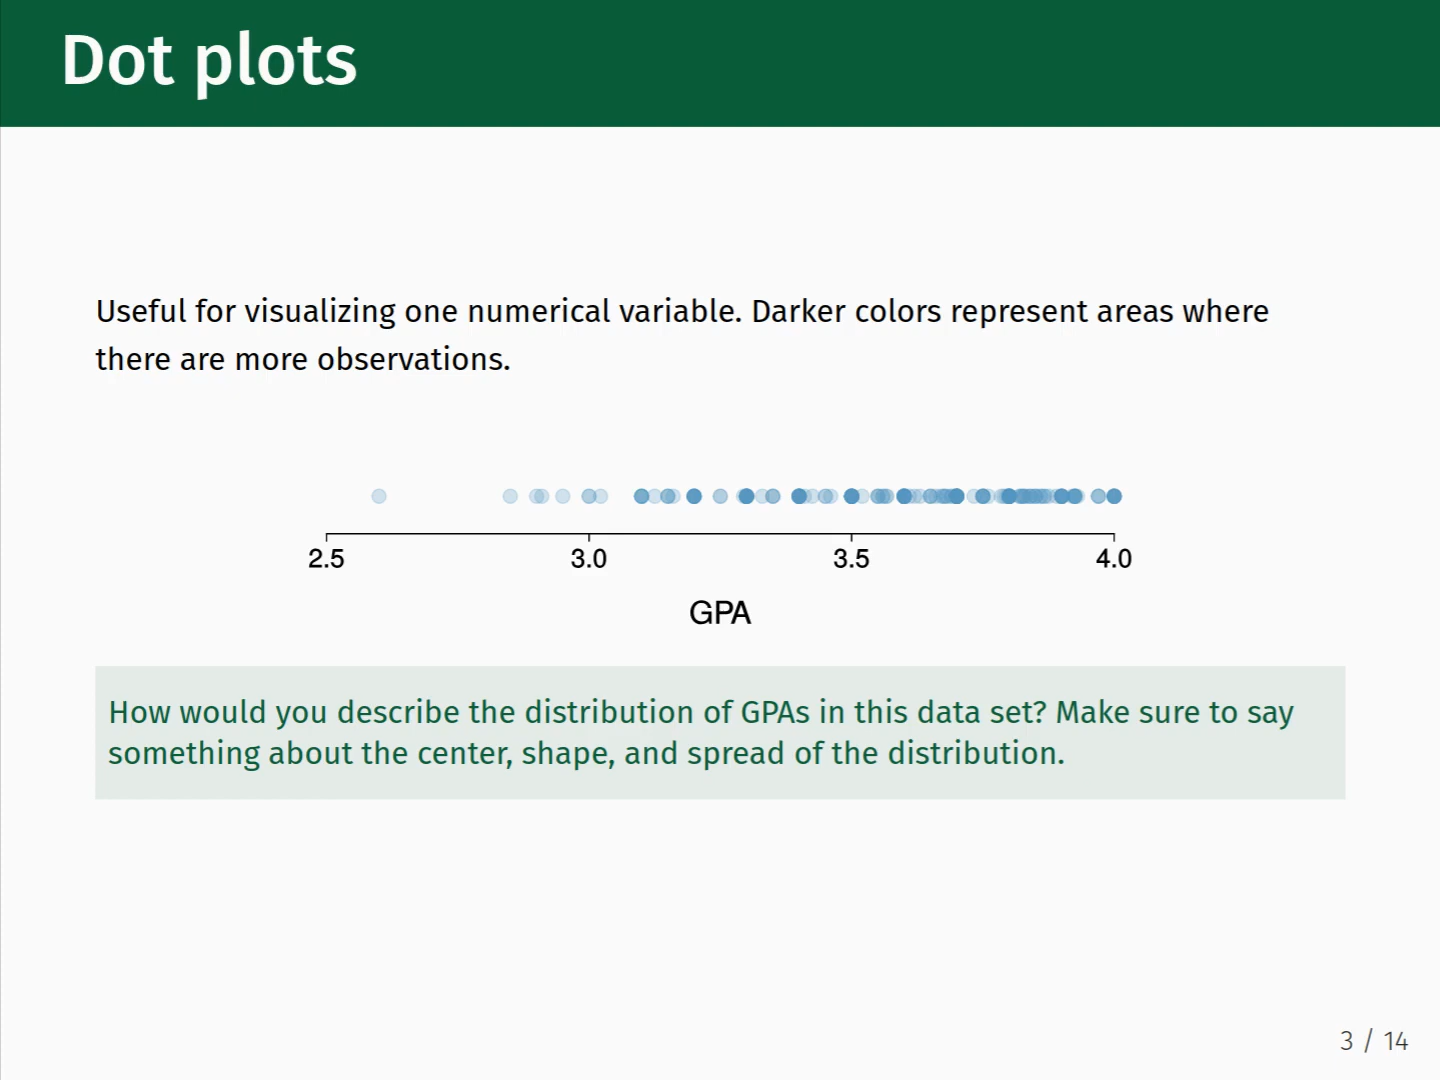 Dot plots
Useful for visualizing one numerical variable. Darker colors represent areas where
there are more observations.
2.5 3.0 3.5 4.0
GPA
How would you describe the distribution of GPAs in this data set? Make sure to say
something about the center, shape, and spread of the distribution.
3 / 14